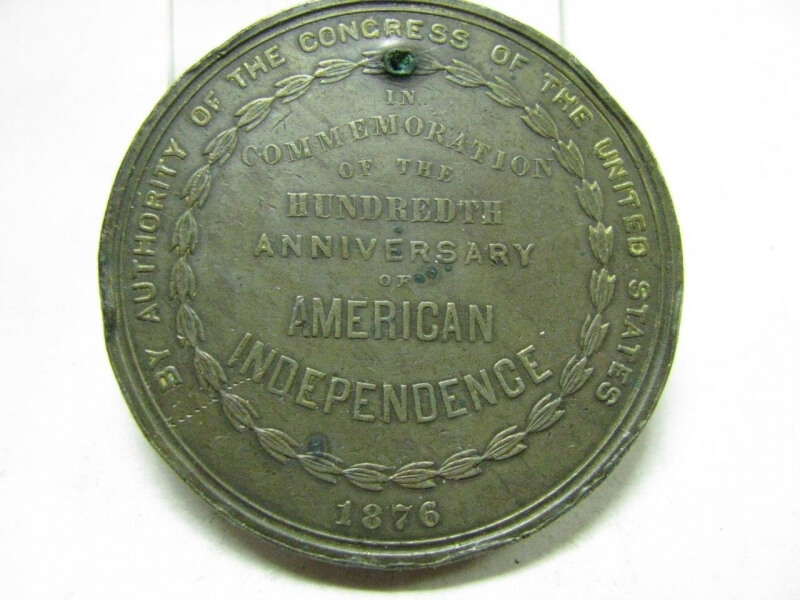 BY AUTHORITY OF THE CONGRESS OF THE UNITED STATES
IN
COMMEMORATION
OF THE
HUNDREDTH
ANNIVERSARY
OF
AMERICAN
INDEPENDENCE
1876